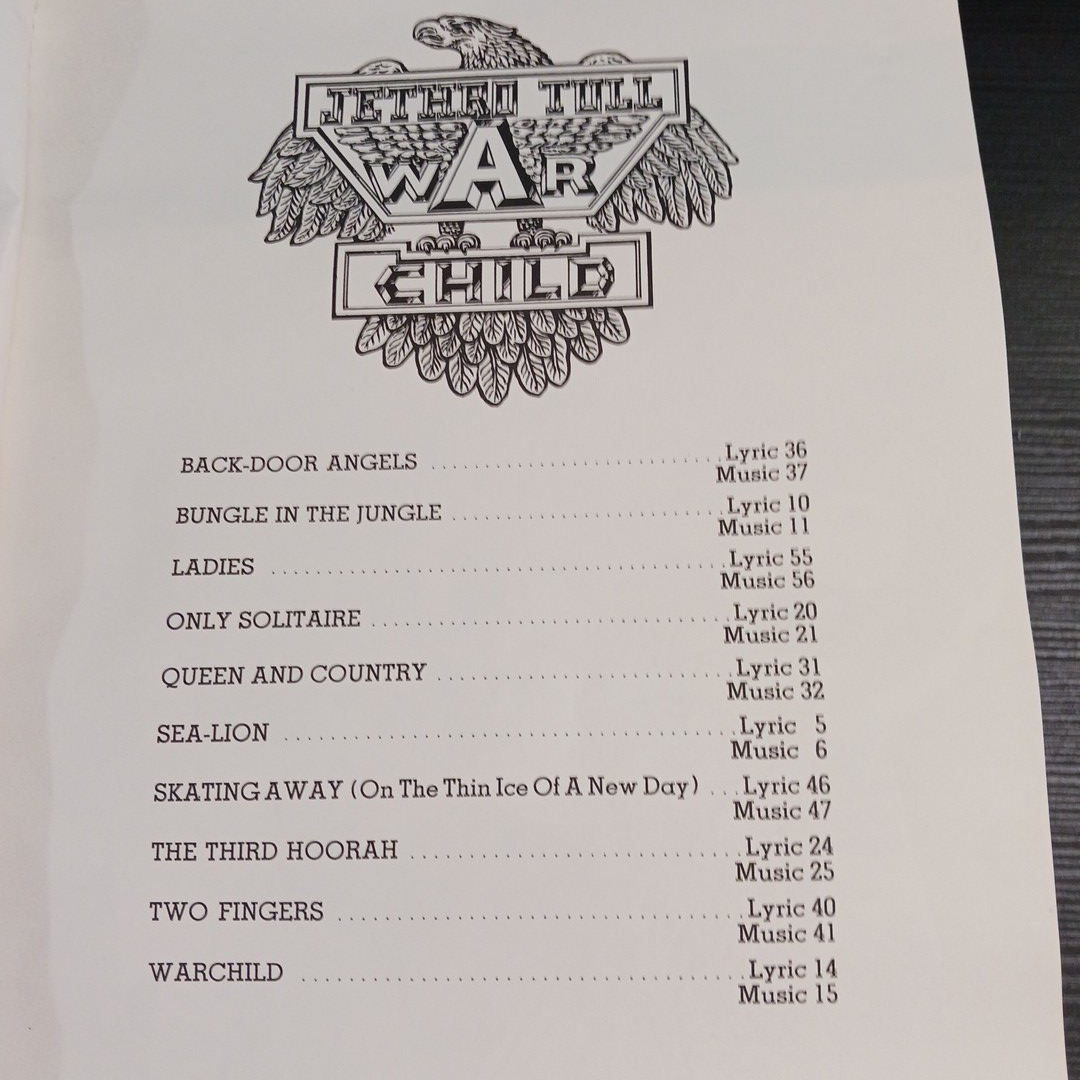 JETHRO TULL
WAR
CHILD
BACK-DOOR ANGELS ........................ Lyric 36
Music 37
BUNGLE IN THE JUNGLE ........................ Lyric 10
Music 11
LADIES ........................ Lyric 55
Music 56
ONLY SOLITAIRE ........................ Lyric 20
Music 21
QUEEN AND COUNTRY ........................ Lyric 31
Music 32
SEA-LION ........................ Lyric 5
Music 6
SKATING AWAY (On The Thin Ice Of A New Day) ... Lyric 46
Music 47
THE THIRD HOORAH ........................ Lyric 24
Music 25
TWO FINGERS ........................ Lyric 40
Music 41
WARCHILD ........................ Lyric 14
Music 15